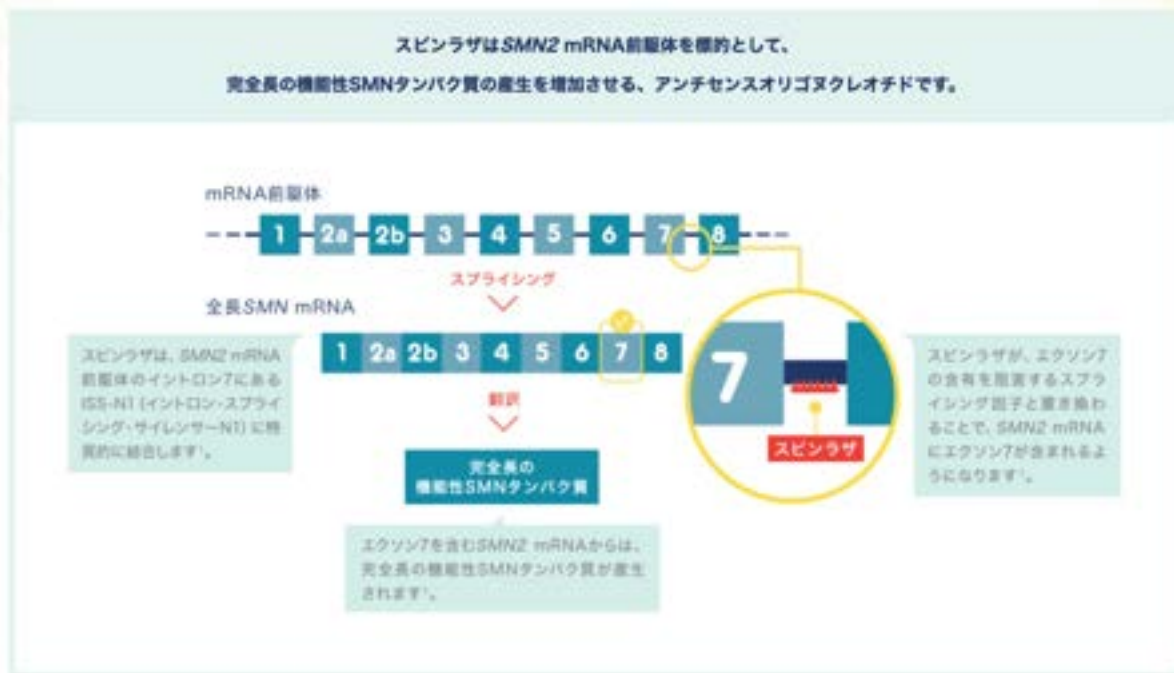 スピンラザはSMN2 mRNA前駆体を標的として、
完全長の機能性SMNタンパク質の産生を増加させる、アンチセンスオリゴヌクレオチドです。
mRNA前駆体
1 2a 2b 3 4 5 6 7 8
スプライシング
全長SMN mRNA
1 2a 2b 3 4 5 6 7 8
スピンラザは、SMN2 mRNA
前駆体のイントロン7にある
ISS-N1（イントロン・スプライ
シング・サイレンサーN1）に特
異的に結合します¹。
翻訳
完全長の
機能性SMNタンパク質
エクソン7を含むSMN2 mRNAからは、
完全長の機能性SMNタンパク質が産生
されます¹。
7
スピンラザ
スピンラザが、エクソン7
の含有を阻害するスプラ
イシング因子と置き換わ
ることで、SMN2 mRNA
にエクソン7が含まれるよ
うになります¹。